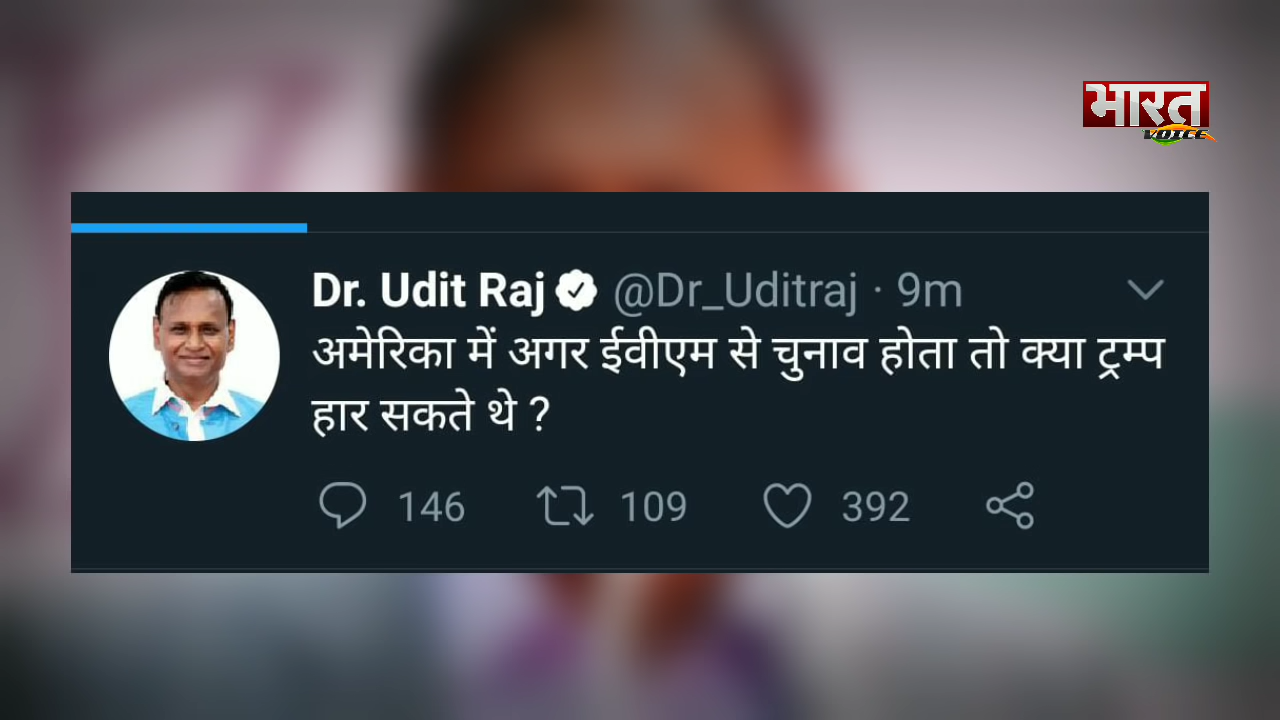 भारत
VOICE
Dr. Udit Raj @Dr_Uditraj · 9m
अमेरिका में अगर ईवीएम से चुनाव होता तो क्या ट्रम्प
हार सकते थे ?
146 109 392